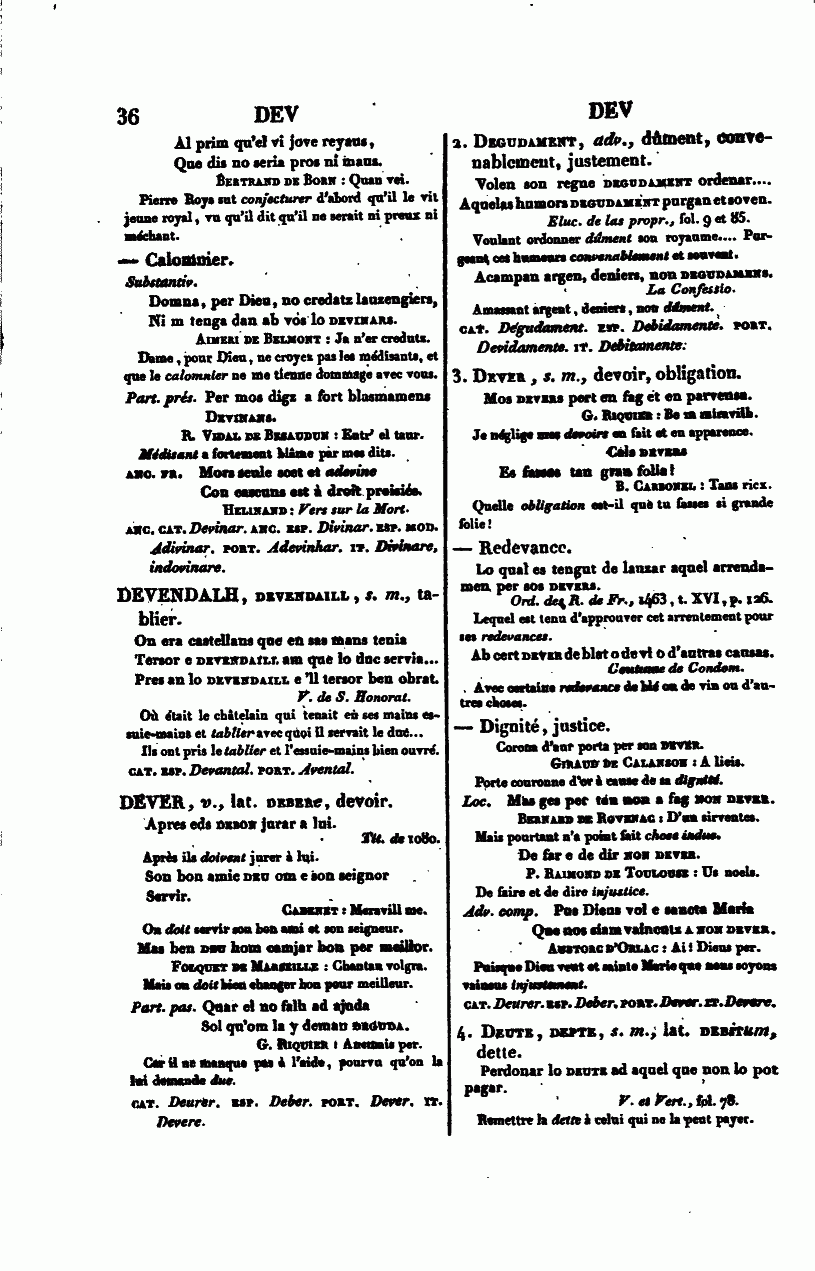 36 DEV
Al prim qu'el vi jove reyaus,
Que dis no seria pros ni maus.
BERTRAND DE BORN : Quan vei.
Pierre Roys sut conjecturer d'abord qu'il le vit
jeune royal, vu qu'il dit qu'il ne serait ni preux ni
méchant.
— Calomnier.
Substantiv.
Domna, per Dieu, no credatz lauzengiers,
Ni m tenga dan ab vos lo DEVINARS.
AIMERI DE BELMONT : Ja n'er credutz.
Dame, pour Dieu, ne croyez pas les médisants, et
que le calomnier ne me tienne dommage avec vous.
Part. prés. Per mos digz a fort blasmamens
DEVINANS.
R. VIDAL DE BESAUDUN : Entr' el taur.
Médisant a fortement blâme par mes dits.
ANC. FR. Mors seule scet et adevine
Con cascuns est à droit preisiés.
HELINAND : Vers sur la Mort.
ANC. CAT. Devinar. ANC. ESP. Divinar. ESP. MOD.
Adivinar. PORT. Adevinhar. IT. Divinare,
indovinare.
DEVENDALH, DEVENDAILL, s. m., ta-
blier.
On era castellans que en sas mans tenia
Tersor e DEVENDAILL am que lo duc servia...
Pres an lo DEVENDAILL e 'll tersor ben obrat.
V. de S. Honorat.
Où était le châtelain qui tenait en ses mains es-
suie-mains et tablier avec quoi il servait le duc...
Ils ont pris le tablier et l'essuie-mains bien ouvré.
CAT. ESP. Devantal. PORT. Avental.
DEVER, v., lat. DEBERe, devoir.
Apres eds DEBON jurar a lui.
Tit. de 1080.
Après ils doivent jurer à lui.
Son bon amic DEU om e son seignor
Servir.
CADENET : Meravill me.
On doit servir son bon ami et son seigneur.
Mas ben DEU hom camjar bon per meillor.
FOLQUET DE MARSEILLE : Chantan volgra.
Mais on doit bien changer bon pour meilleur.
Part. pas. Quar el no falh ad ajuda
Sol qu'om la y deman DEGUDA.
G. RIQUIER : Anemais per.
Car il ne manque pas à l'aide, pourvu qu'on la
lui demande due.
CAT. Deurer. ESP. Deber. PORT. Dever. IT.
Devere.
DEV
2. DEGUDAMENT, adv., dûment, conve-
nablement, justement.
Volen son regne DEGUDAMENT ordenar....
Aquelas humors DEGUDAMENT purgan et soven.
Eluc. de las propr., fol. 9 et 85.
Voulant ordonner dûment son royaume.... Pur-
geant ces humeurs convenablement et souvent.
Acampan argen, deniers, non DEGUDAMENS.
La Confessio.
Amassant argent, deniers, non dûment.
CAT. Dégudament. ESP. Debidamente. PORT.
Devidamente. IT. Debitamente.
3. DEVER, s. m., devoir, obligation.
Mos DEVERS pert en fag et en parvensa.
G. RIQUIER : Be m miravilh.
Je néglige mes devoirs en fait et en apparence.
Cals DEVERS
Es fassas tan gran folia!
B. CARBONEL : Tans ricx.
Quelle obligation est-il que tu fasses si grande
folie!
— Redevance.
Lo qual es tengut de lauzar aquel arrenda-
men per sos DEVERS.
Ord. des R. de Fr., 1463, t. XVI, p. 126.
Lequel est tenu d'approuver cet arrentement pour
ses redevances.
Ab cert DEVER de blat o de vi o d'autras causas.
Coutume de Condom.
Avec certaine redevance de blé ou de vin ou d'au-
tres choses.
— Dignité, justice.
Corona d'aur porta per son DEVER.
GIRAUD DE CALANSON : A lieis.
Porte couronne d'or à cause de sa dignité.
Loc. Mas ges per tan non a fag NON DEVER.
BERNARD DE ROVENAC : D'un sirventes.
Mais pourtant n'a point fait chose indue.
De far e de dir NON DEVER.
P. RAIMOND DE TOULOUSE : Us noels.
De faire et de dire injustice.
Adv. comp. Pus Dieus vol e sancta Maria
Que nos siam vaincutz A NON DEVER.
AUSTORC D'ORLAC : Ai! Dieus per.
Puisque Dieu veut et sainte Marie que nous soyons
vaincus injustement.
CAT. Deurer. ESP. Deber. PORT. Dever. IT. Devere.
4. DEUTE, DEPTE, s. m., lat. DEBITum,
dette.
Perdonar lo DEUTE ad aquel que non lo pot
pagar.
V. et Vert., fol. 78.
Remettre la dette à celui qui ne la peut payer.